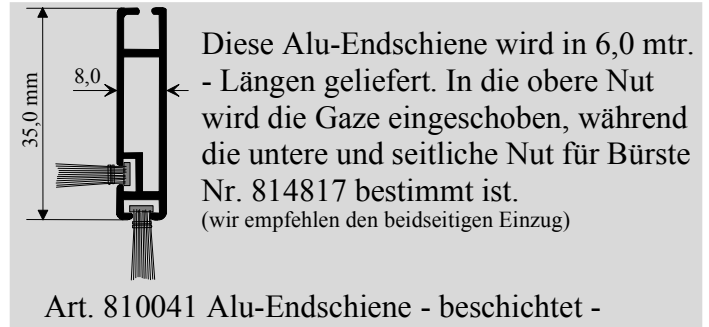 35,0 mm
8,0
Diese Alu-Endschiene wird in 6,0 mtr.
- Längen geliefert. In die obere Nut
wird die Gaze eingeschoben, während
die untere und seitliche Nut für Bürste
Nr. 814817 bestimmt ist.
(wir empfehlen den beidseitigen Einzug)
Art. 810041 Alu-Endschiene - beschichtet -